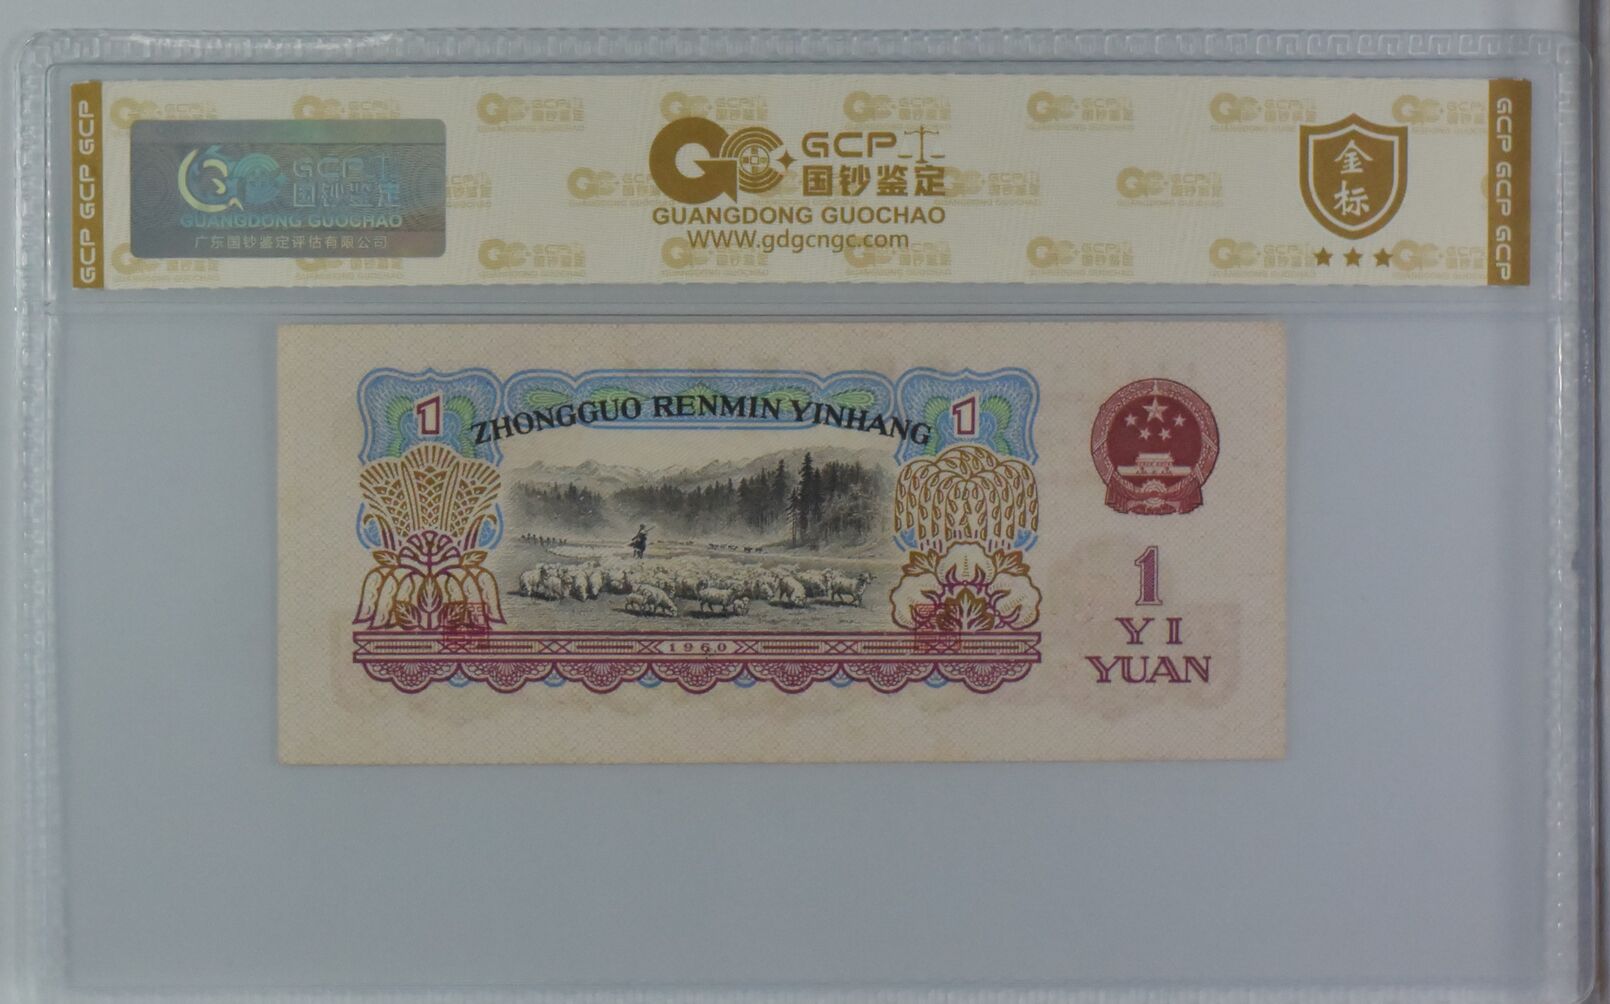 GCP GCP GCP
GCP
国钞鉴定
GUANGDONG GUOCHAO
广东国钞鉴定评估有限公司
GCP
国钞鉴定
GUANGDONG GUOCHAO
WWW.gdgcngc.com
金标
GCP GCP GCP
1
ZHONGGUO RENMIN YINHANG
1
1960
1
YI
YUAN